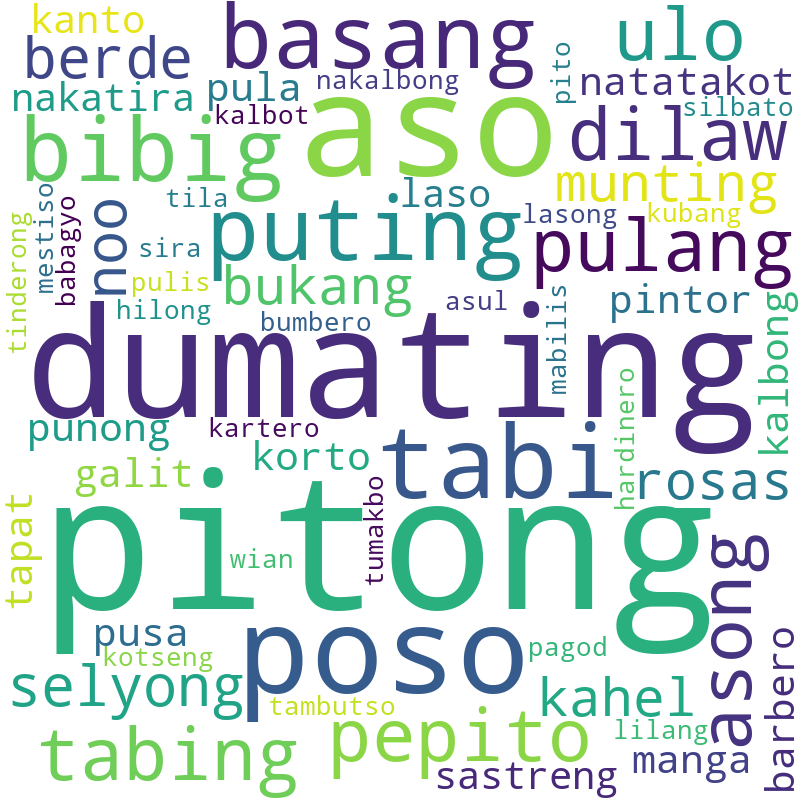 kanto
basang
ulo
berde
nakatira
pula
nakalbong
pito
natatakot
silbato
kalbot
bibig
aso
dilaw
munting
mestiso
babagyo
noo
tila
laso
puting
lasong
kubang
pulang
tinderong
sira
pulis
bukang
hilong
bumbero
asul
mabilis
pintor
kalbong
dumating
punong
kartero
korto
tabi
hardinero
rosas
galit
tapat
pitong
wian
tumakbo
asong
pusa
kotseng
poso
pagod
selyong
tambutso
kahel
barbero
tabing
pepito
lilang
manga
sastreng